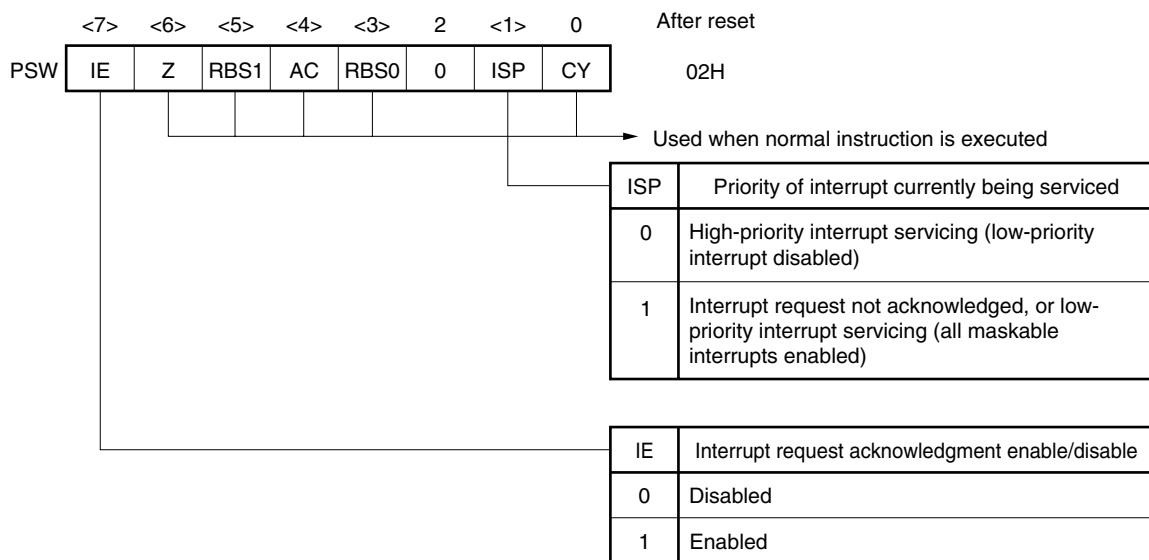 <7> <6> <5> <4> <3> 2 <1> 0 After reset
PSW IE Z RBS1 AC RBS0 0 ISP CY 02H
Used when normal instruction is executed
ISP Priority of interrupt currently being serviced
0 High-priority interrupt servicing (low-priority
interrupt disabled)
1 Interrupt request not acknowledged, or low-
priority interrupt servicing (all maskable
interrupts enabled)
IE Interrupt request acknowledgment enable/disable
0 Disabled
1 Enabled